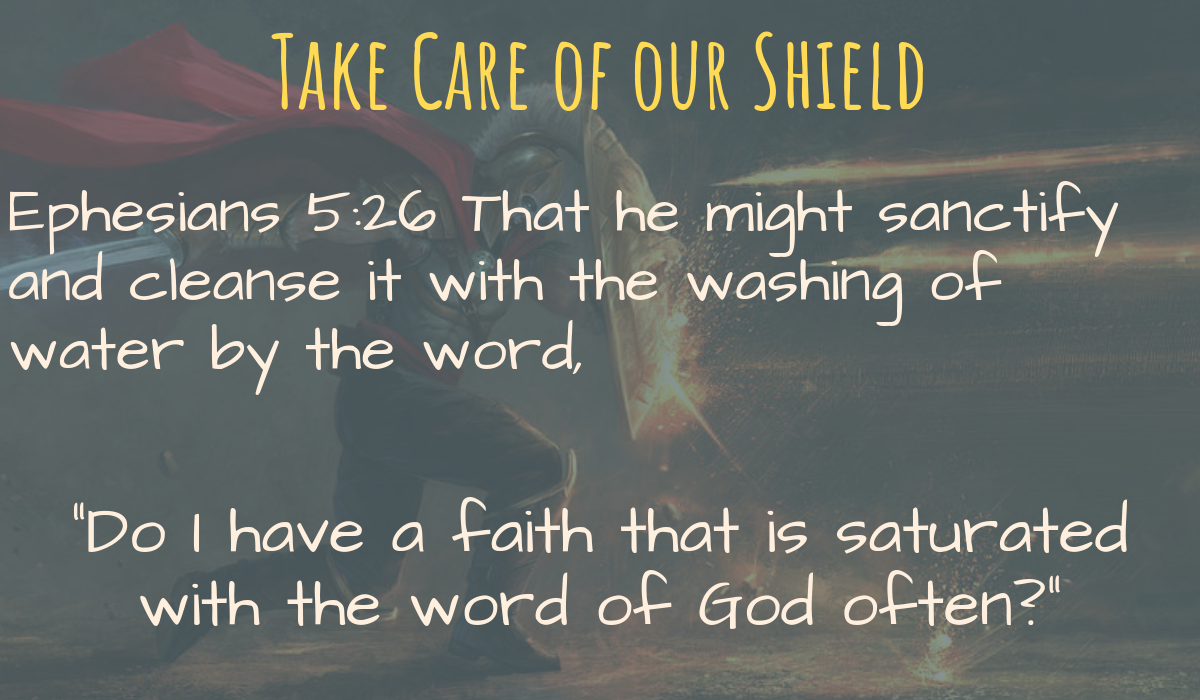 Take Care of our Shield
Ephesians 5:26 That he might sanctify
and cleanse it with the washing of
water by the word,
"Do I have a faith that is saturated
with the word of God often?"